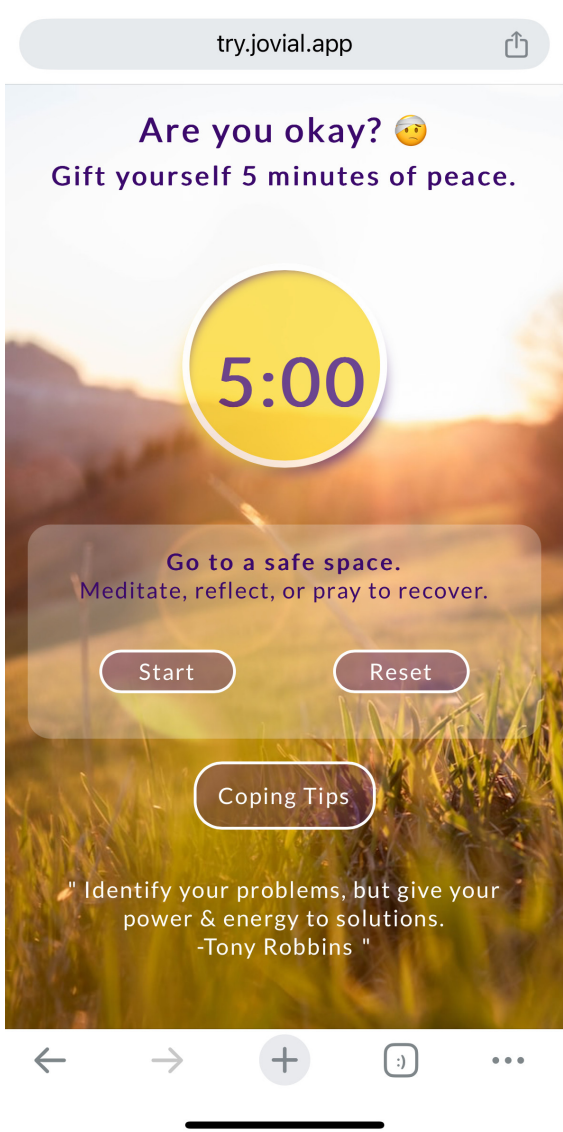 try.jovial.app
Are you okay? 🤕
Gift yourself 5 minutes of peace.
5:00
Go to a safe space.
Meditate, reflect, or pray to recover.
Start
Reset
Coping Tips
" Identify your problems, but give your
power & energy to solutions.
-Tony Robbins "
:)